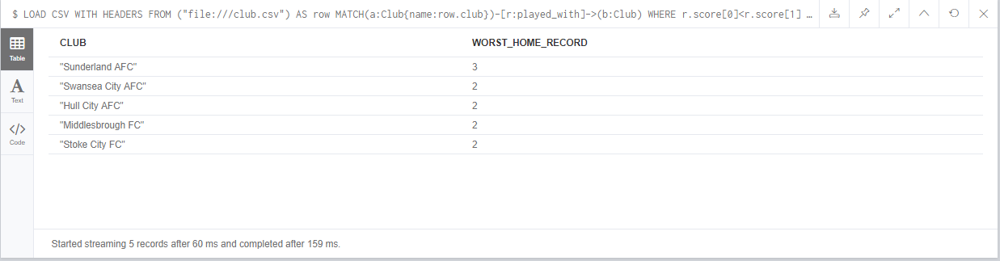 $ LOAD CSV WITH HEADERS FROM ("file:///club.csv") AS row MATCH(a:Club{name:row.club})-[r:played_with]->(b:Club) WHERE r.score[0]<r.score[1] …
Table
A
Text
</>
Code
CLUB WORST_HOME_RECORD
"Sunderland AFC" 3
"Swansea City AFC" 2
"Hull City AFC" 2
"Middlesbrough FC" 2
"Stoke City FC" 2
Started streaming 5 records after 60 ms and completed after 159 ms.